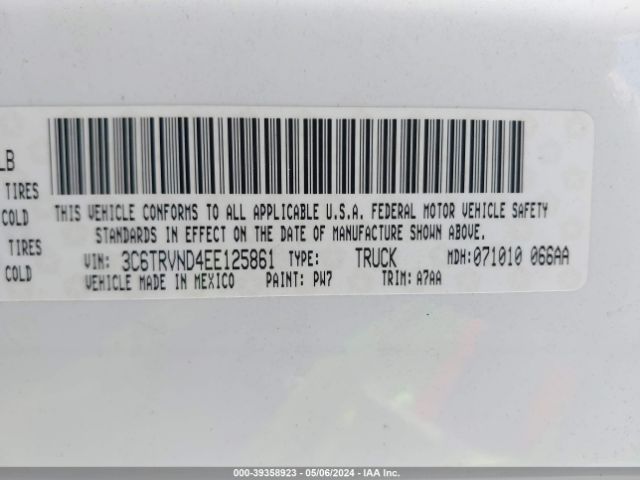 LB
TIRES
COLD
TIRES
COLD
THIS VEHICLE CONFORMS TO ALL APPLICABLE U.S.A. FEDERAL MOTOR VEHICLE SAFETY
STANDARDS IN EFFECT ON THE DATE OF MANUFACTURE SHOWN ABOVE.
VIN: 3C6TRVND4EE125861 TYPE: TRUCK MDH:071010 066AA
VEHICLE MADE IN MEXICO PAINT: PW7 TRIM: A7AA
000-39358923 - 05/06/2024 - IAA Inc.